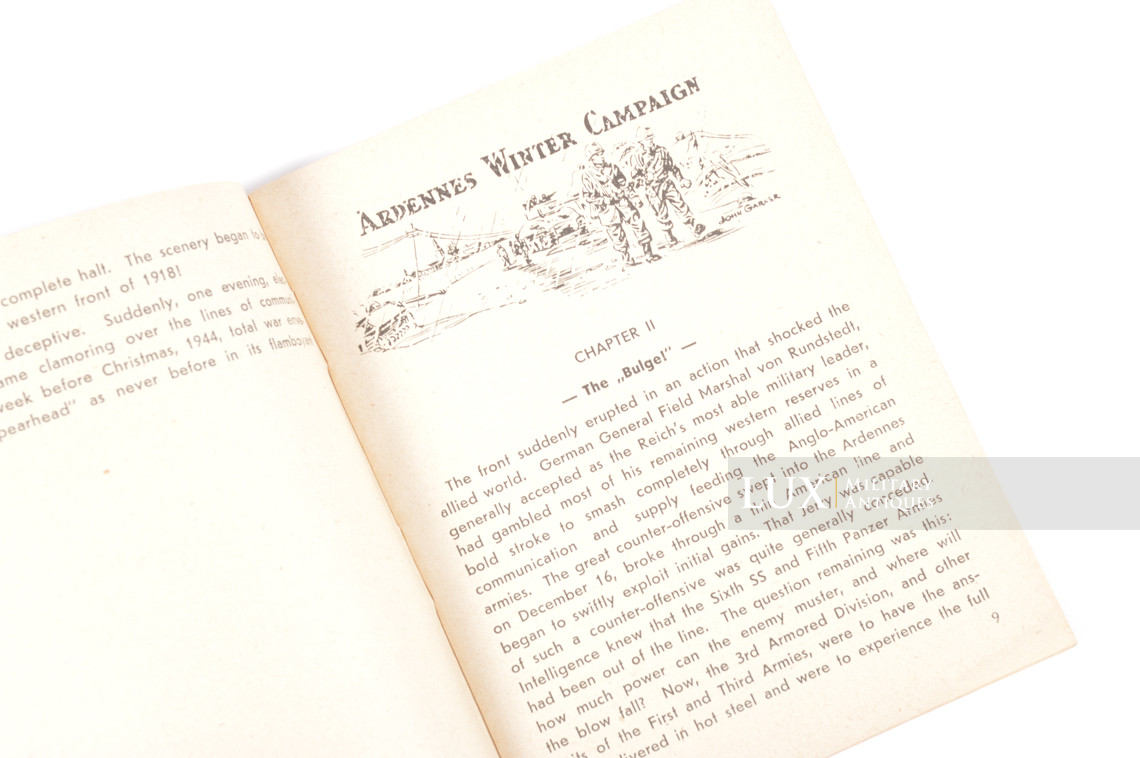 complete halt. The scenery began to
western front of 1918!
deceptive. Suddenly, one evening,
ame clamoring over the lines of commun
week before Christmas, 1944, total war
pearhead" as never before in its flamboyan
ARDENNES WINTER CAMPAIGN
JOHN GARNER
CHAPTER II
— The „Bulge!" —
The front suddenly erupted in an action that shocked the
allied world. German General Field Marshal von Rundstedt,
generally accepted as the Reich's most able military leader,
had gambled most of his remaining western reserves in a
bold stroke to smash completely through allied lines of
communication and supply feeding the Anglo-American
armies. The great counter-offensive swept into the Ardennes
on December 16, broke through a thin American line and
began to swiftly exploit initial gains. That Jerry was capable
of such a counter-offensive was quite generally conceded.
Intelligence knew that the Sixth SS and Fifth Panzer Armies
had been out of the line. The question remaining was this:
how much power can the enemy muster, and where will
the blow fall? Now, the 3rd Armored Division, and other
its of the First and Third Armies, were to have the ans-
livered in hot steel and were to experience the full
9
LUX MILITARY
ANTIQUES